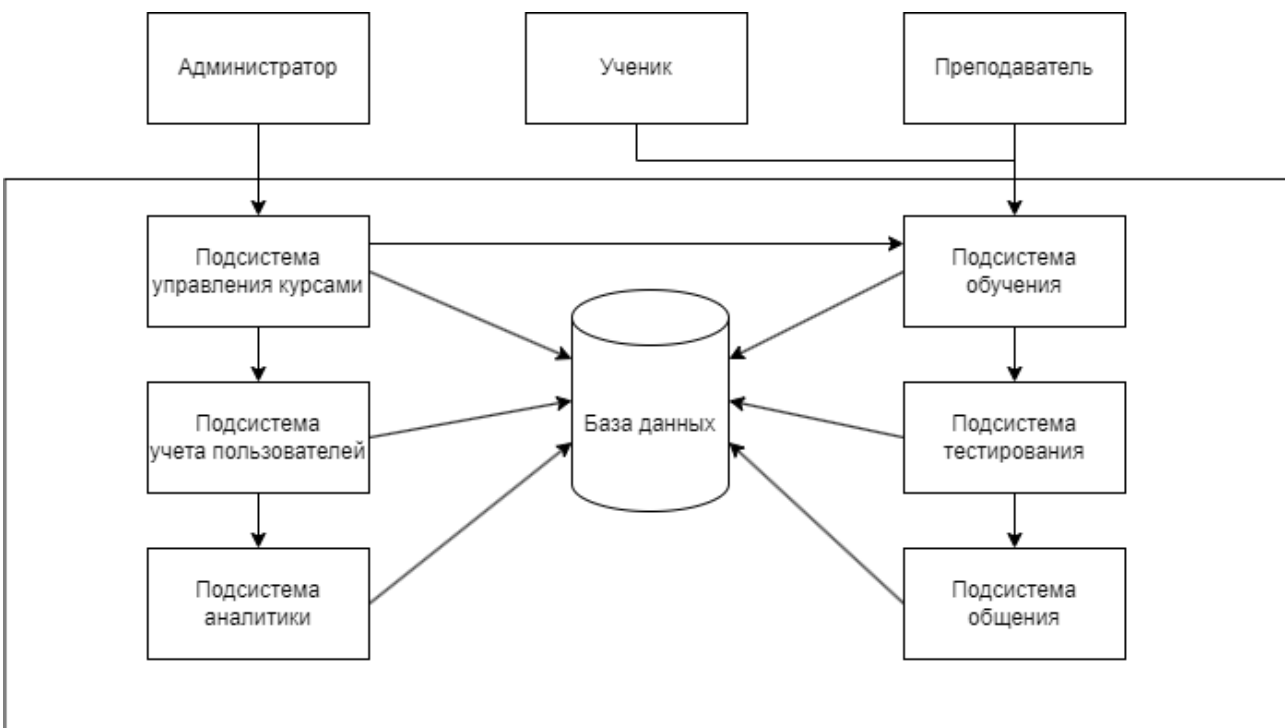 Администратор
Ученик
Преподаватель
Подсистема
управления курсами
Подсистема
обучения
База данных
Подсистема
учета пользователей
Подсистема
тестирования
Подсистема
аналитики
Подсистема
общения